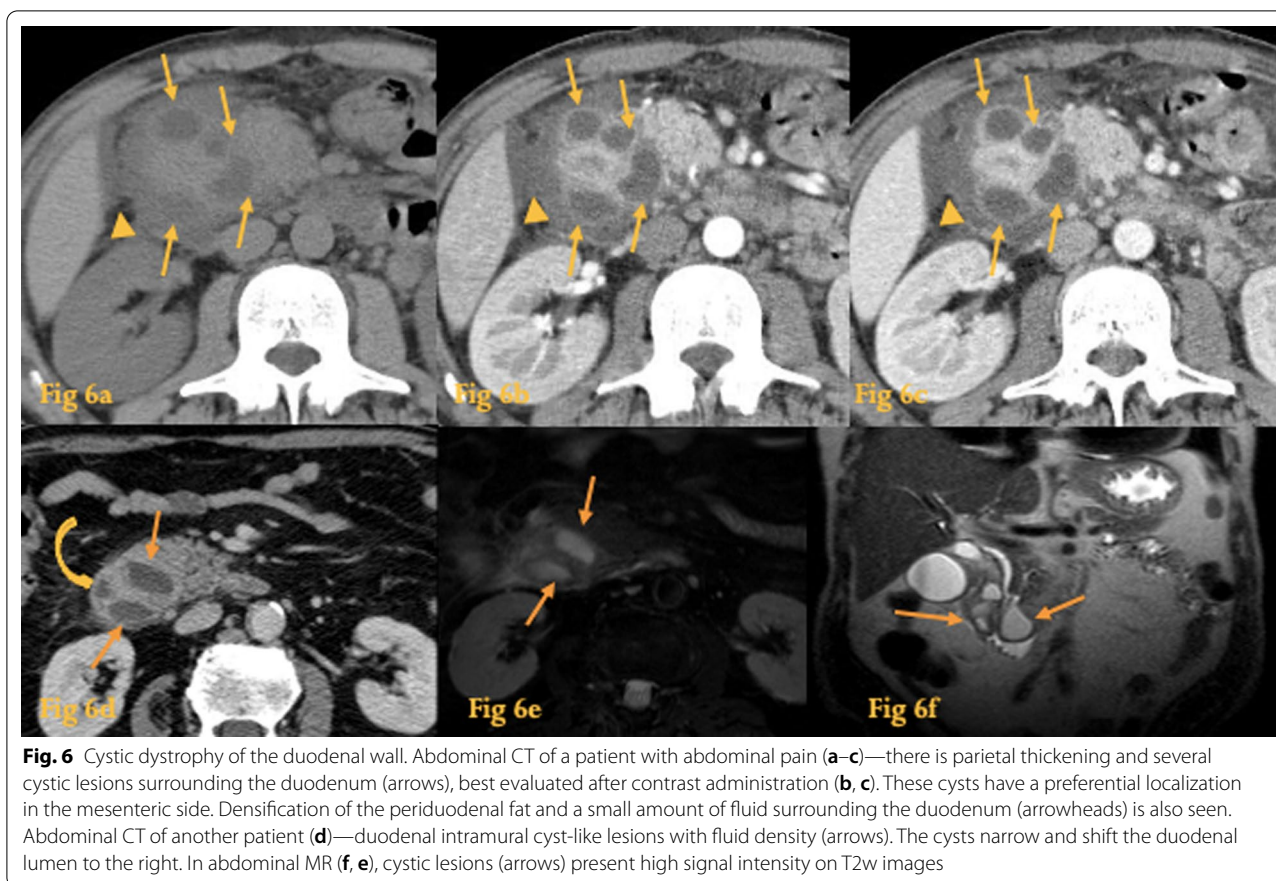 Fig 6a
Fig 6b
Fig 6c
Fig 6d
Fig 6e
Fig 6f
Fig. 6 Cystic dystrophy of the duodenal wall. Abdominal CT of a patient with abdominal pain (a–c)—there is parietal thickening and several
cystic lesions surrounding the duodenum (arrows), best evaluated after contrast administration (b, c). These cysts have a preferential localization
in the mesenteric side. Densification of the periduodenal fat and a small amount of fluid surrounding the duodenum (arrowheads) is also seen.
Abdominal CT of another patient (d)—duodenal intramural cyst-like lesions with fluid density (arrows). The cysts narrow and shift the duodenal
lumen to the right. In abdominal MR (f, e), cystic lesions (arrows) present high signal intensity on T2w images